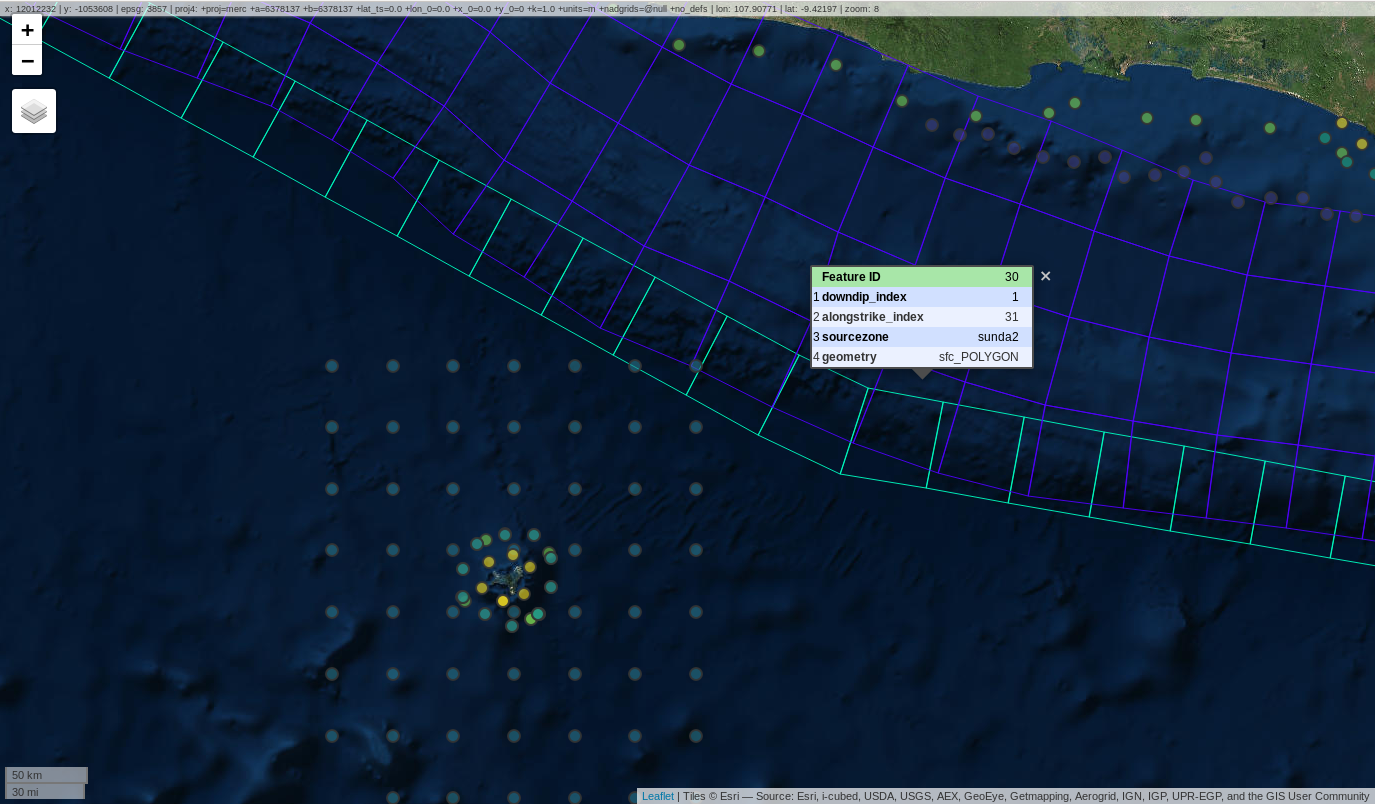 x: 12012232 | y: -1053608 | epsg: 3857 | proj4: +proj=merc +a=6378137 +b=6378137 +lat_ts=0.0 +lon_0=0.0 +x_0=0.0 +y_0=0 +k=1.0 +units=m +nadgrids=@null +no_defs | lon: 107.90771 | lat: -9.42197 | zoom: 8
+
−
Feature ID 30
1 downdip_index 1
2 alongstrike_index 31
3 sourcezone sunda2
4 geometry sfc_POLYGON
×
50 km
30 mi
Leaflet | Tiles © Esri — Source: Esri, i-cubed, USDA, USGS, AEX, GeoEye, Getmapping, Aerogrid, IGN, IGP, UPR-EGP, and the GIS User Community